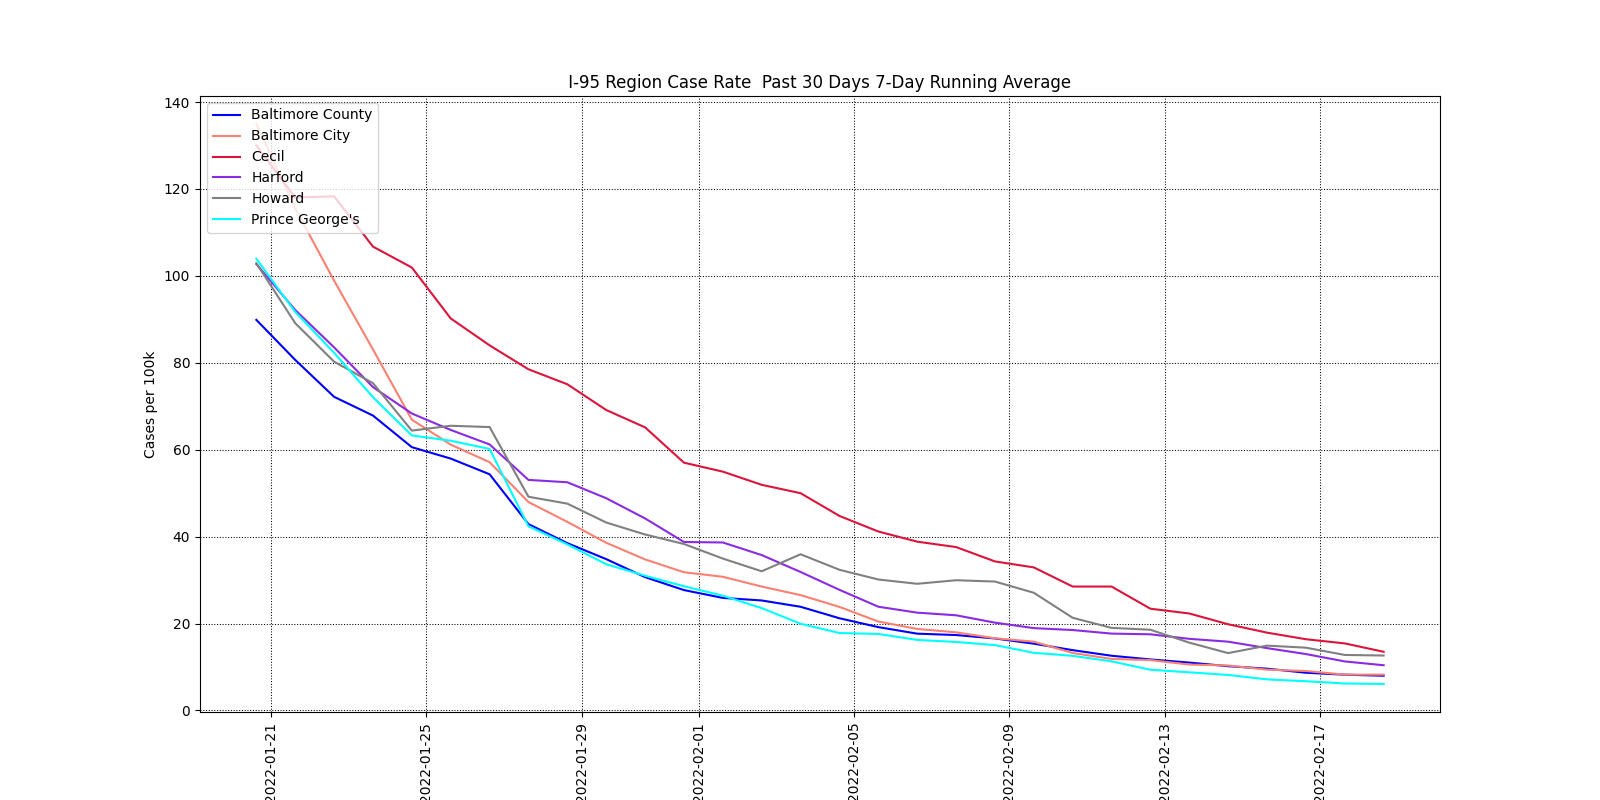 I-95 Region Case Rate  Past 30 Days 7-Day Running Average
140
120
100
80
60
40
20
0
Cases per 100k
Baltimore County
Baltimore City
Cecil
Harford
Howard
Prince George's
2022-01-21
2022-01-25
2022-01-29
2022-02-01
2022-02-05
2022-02-09
2022-02-13
2022-02-17